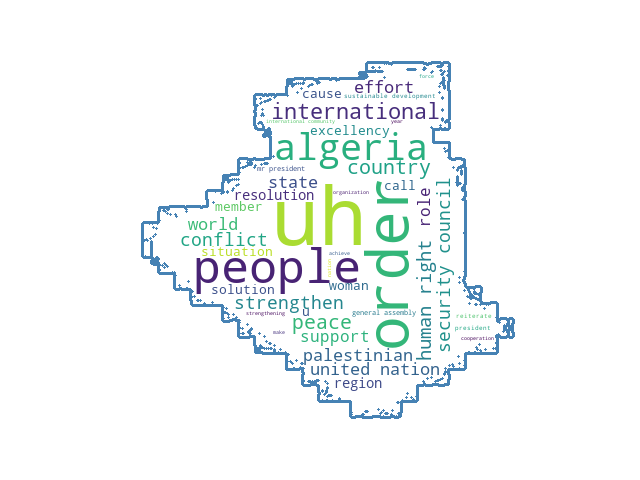 force
effort
cause
sustainable development
international
international community
year
excellency
algeria
country
mr president
state
call
organization
resolution
role
uh
member
order
world
conflict
situation
achieve
people
human right
security council
solution
woman
strengthen
u
strengthening
general assembly
peace
make
support
reiterate
president
cooperation
palestinian
united nation
region